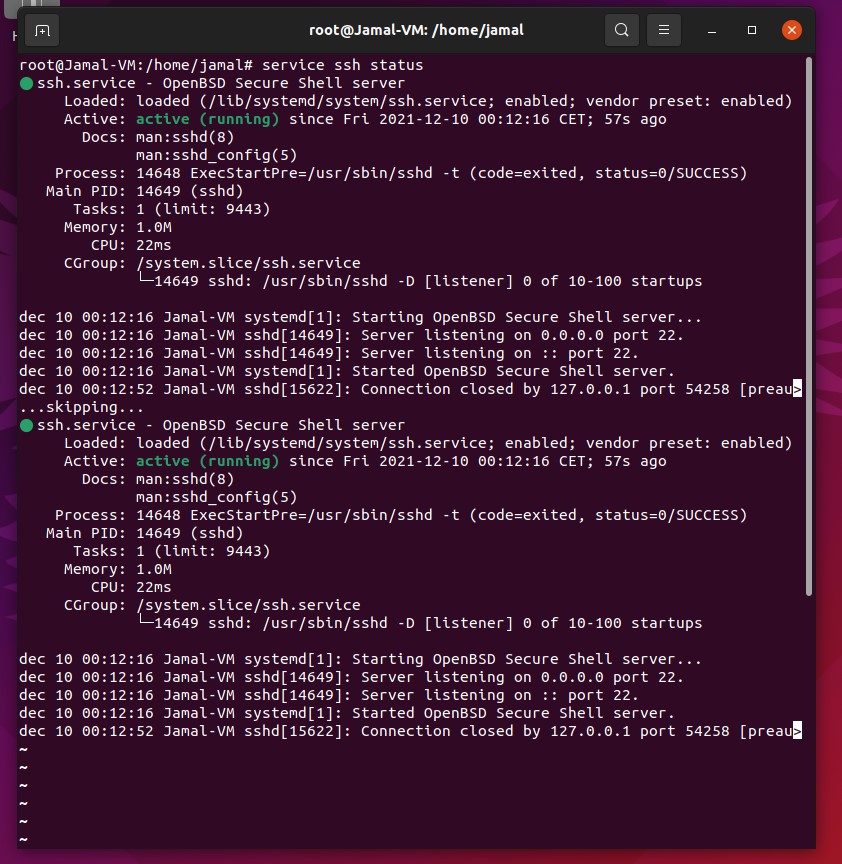 root@Jamal-VM: /home/jamal
root@Jamal-VM:/home/jamal# service ssh status
● ssh.service - OpenBSD Secure Shell server
     Loaded: loaded (/lib/systemd/system/ssh.service; enabled; vendor preset: enabled)
     Active: active (running) since Fri 2021-12-10 00:12:16 CET; 57s ago
       Docs: man:sshd(8)
             man:sshd_config(5)
    Process: 14648 ExecStartPre=/usr/sbin/sshd -t (code=exited, status=0/SUCCESS)
   Main PID: 14649 (sshd)
      Tasks: 1 (limit: 9443)
     Memory: 1.0M
        CPU: 22ms
     CGroup: /system.slice/ssh.service
             └─14649 sshd: /usr/sbin/sshd -D [listener] 0 of 10-100 startups
dec 10 00:12:16 Jamal-VM systemd[1]: Starting OpenBSD Secure Shell server...
dec 10 00:12:16 Jamal-VM sshd[14649]: Server listening on 0.0.0.0 port 22.
dec 10 00:12:16 Jamal-VM sshd[14649]: Server listening on :: port 22.
dec 10 00:12:16 Jamal-VM systemd[1]: Started OpenBSD Secure Shell server.
dec 10 00:12:52 Jamal-VM sshd[15622]: Connection closed by 127.0.0.1 port 54258 [preau>
...skipping...
● ssh.service - OpenBSD Secure Shell server
     Loaded: loaded (/lib/systemd/system/ssh.service; enabled; vendor preset: enabled)
     Active: active (running) since Fri 2021-12-10 00:12:16 CET; 57s ago
       Docs: man:sshd(8)
             man:sshd_config(5)
    Process: 14648 ExecStartPre=/usr/sbin/sshd -t (code=exited, status=0/SUCCESS)
   Main PID: 14649 (sshd)
      Tasks: 1 (limit: 9443)
     Memory: 1.0M
        CPU: 22ms
     CGroup: /system.slice/ssh.service
             └─14649 sshd: /usr/sbin/sshd -D [listener] 0 of 10-100 startups
dec 10 00:12:16 Jamal-VM systemd[1]: Starting OpenBSD Secure Shell server...
dec 10 00:12:16 Jamal-VM sshd[14649]: Server listening on 0.0.0.0 port 22.
dec 10 00:12:16 Jamal-VM sshd[14649]: Server listening on :: port 22.
dec 10 00:12:16 Jamal-VM systemd[1]: Started OpenBSD Secure Shell server.
dec 10 00:12:52 Jamal-VM sshd[15622]: Connection closed by 127.0.0.1 port 54258 [preau>
~
~
~
~
~
~